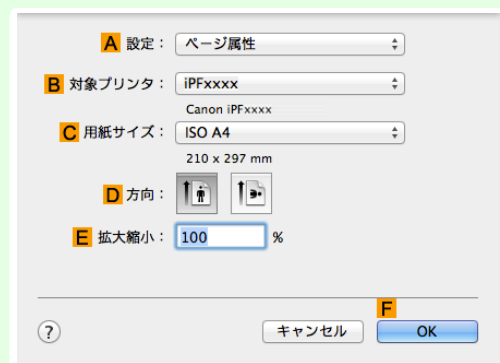 A 設定： ページ属性
B 対象プリンタ： iPFxxxx
Canon iPFxxxx
C 用紙サイズ： ISO A4
210 x 297 mm
D 方向：
E 拡大縮小： 100 %
F
? キャンセル OK